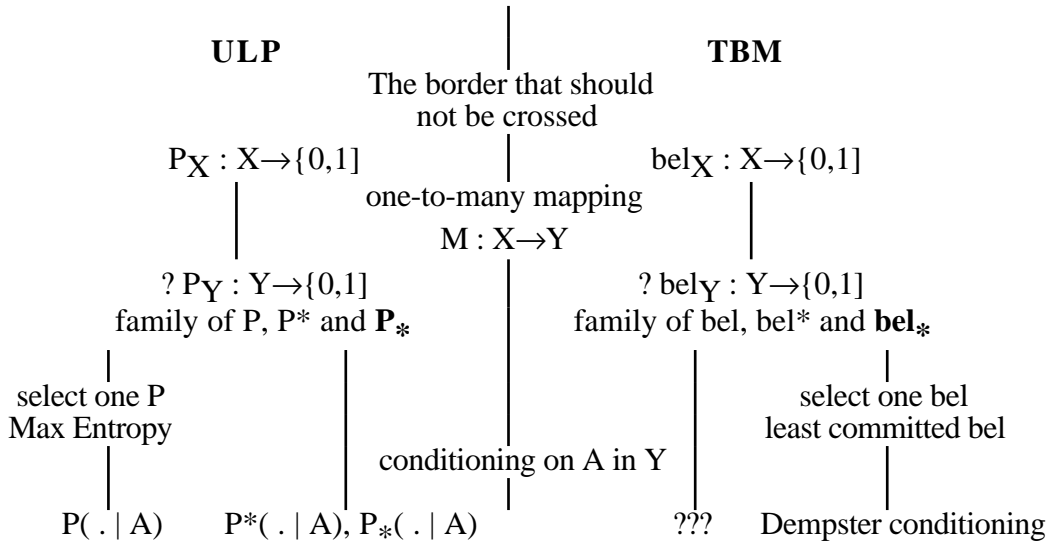 ULP TBM
The border that should
not be crossed
P_X : X→{0,1] bel_X : X→{0,1]
one-to-many mapping
M : X→Y
? P_Y : Y→{0,1] ? bel_Y : Y→{0,1]
family of P, P* and P_* family of bel, bel* and bel_*
select one P select one bel
Max Entropy least committed bel
conditioning on A in Y
P( . | A) P*( . | A), P_*( . | A) ??? Dempster conditioning